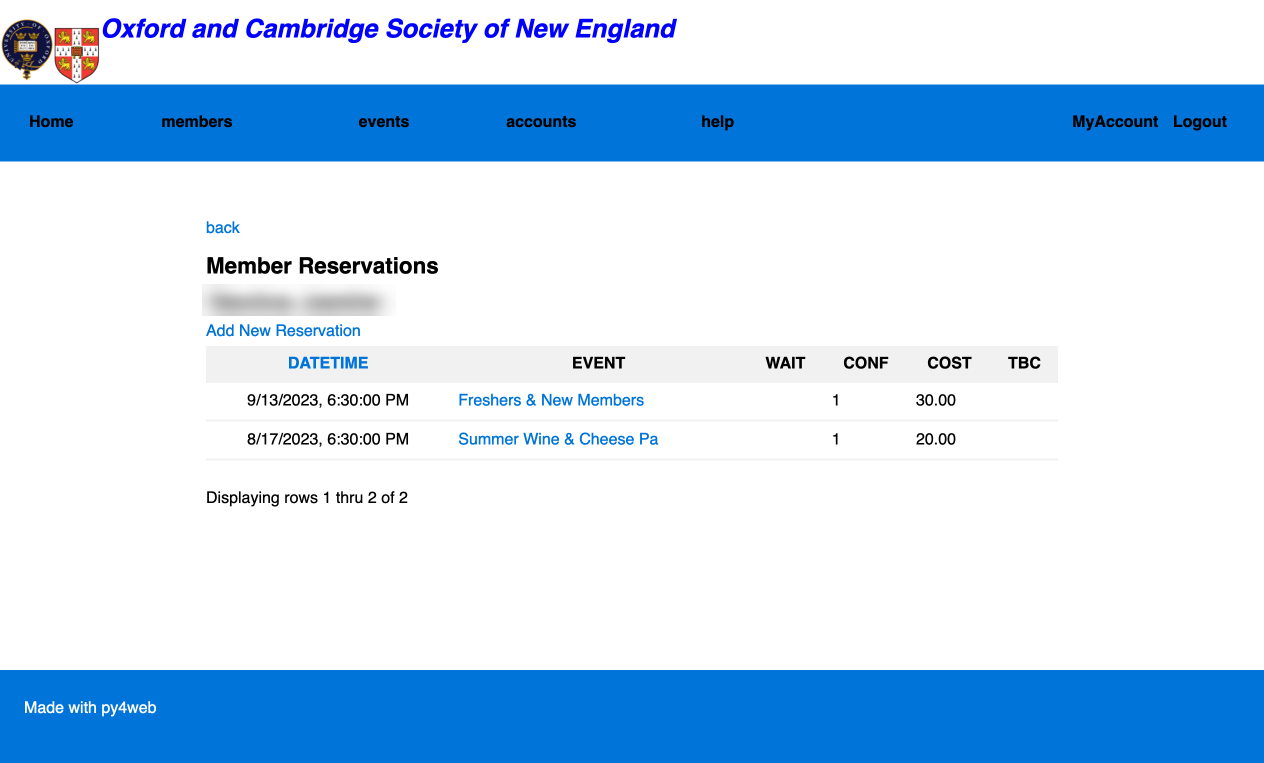 Oxford and Cambridge Society of New England
Home members events accounts help MyAccount Logout
back
Member Reservations
Add New Reservation
DATETIME EVENT WAIT CONF COST TBC
9/13/2023, 6:30:00 PM Freshers & New Members 1 30.00
8/17/2023, 6:30:00 PM Summer Wine & Cheese Pa 1 20.00
Displaying rows 1 thru 2 of 2
Made with py4web